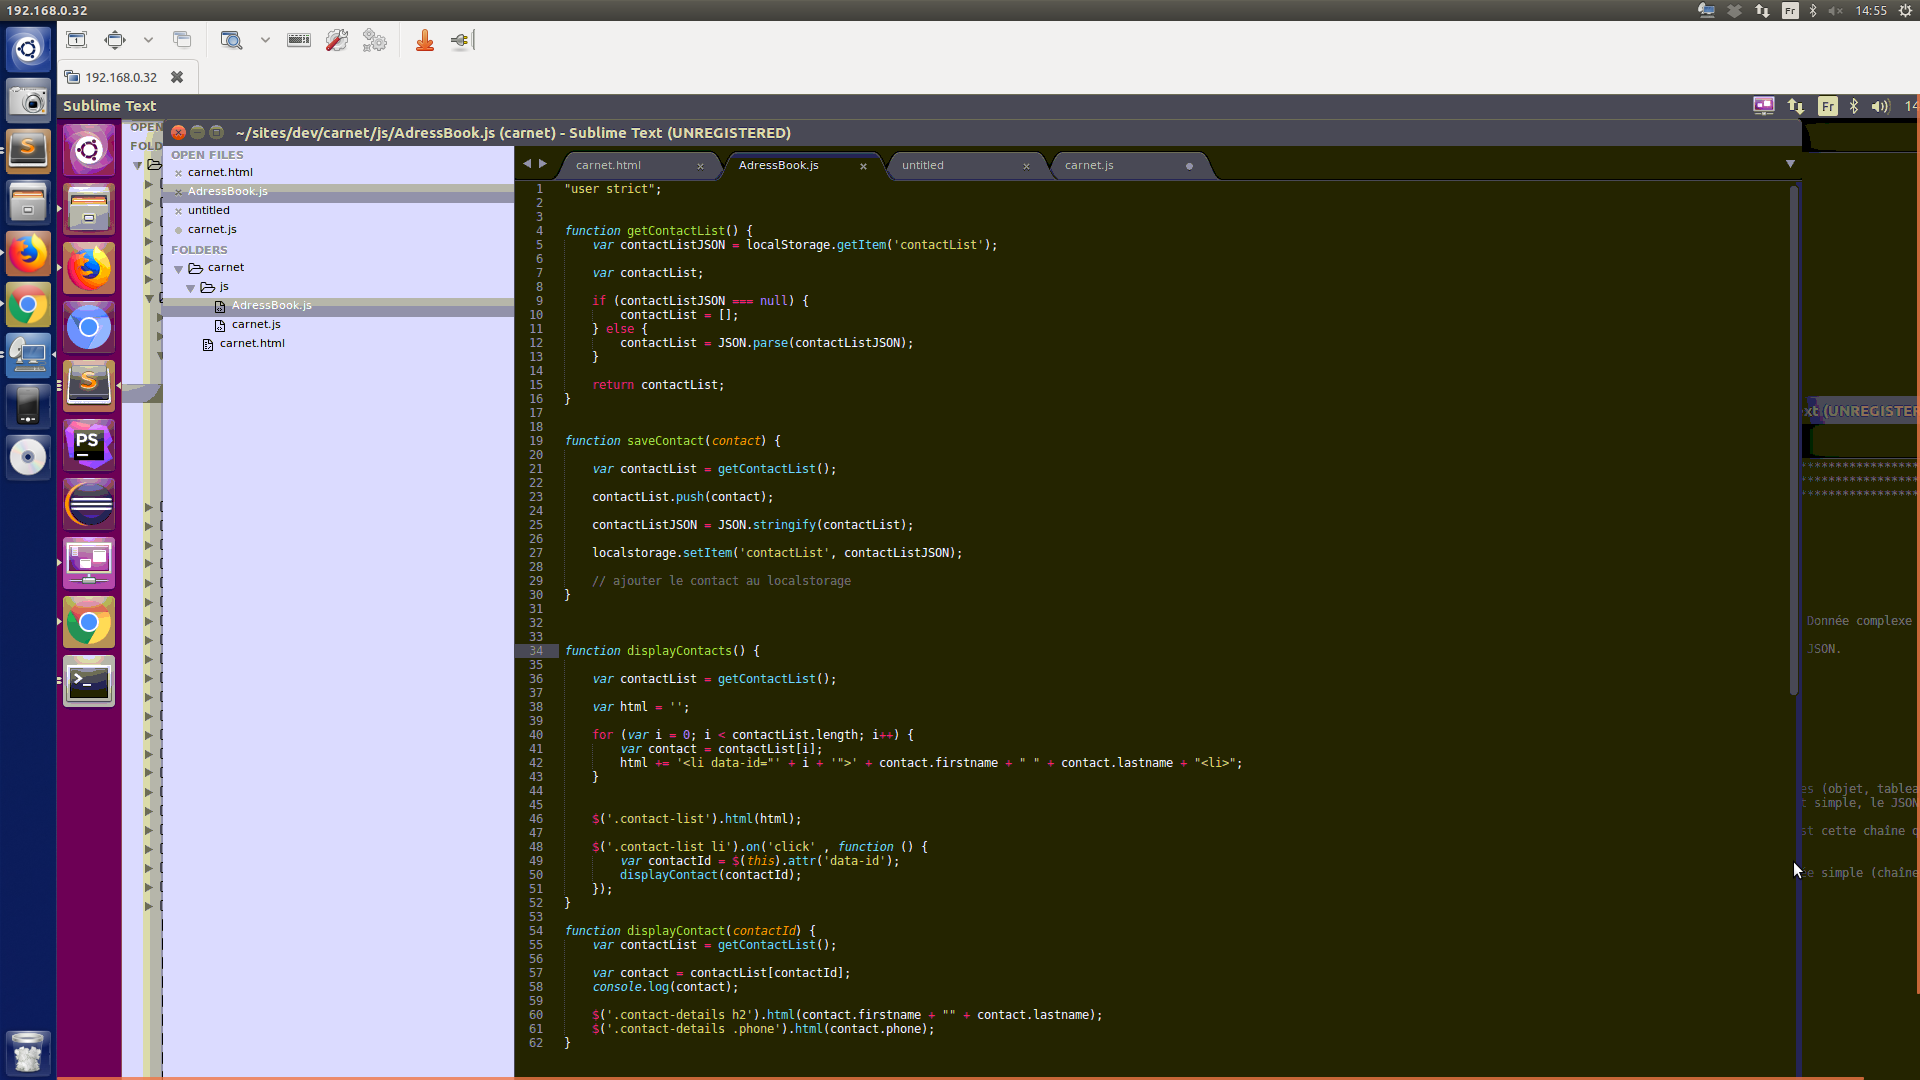 192.168.0.32
Fr
14:55
192.168.0.32
Sublime Text
Fr
14
OPEN
FOLD
~/sites/dev/carnet/js/AdressBook.js (carnet) - Sublime Text (UNREGISTERED)
OPEN FILES
carnet.html
AdressBook.js
untitled
carnet.js
FOLDERS
carnet
js
AdressBook.js
carnet.js
carnet.html
carnet.html
AdressBook.js
untitled
carnet.js
1 "user strict";
2
3
4 function getContactList() {
5 var contactListJSON = localStorage.getItem('contactList');
6
7 var contactList;
8
9 if (contactListJSON === null) {
10 contactList = [];
11 } else {
12 contactList = JSON.parse(contactListJSON);
13 }
14
15 return contactList;
16 }
17
18
19 function saveContact(contact) {
20
21 var contactList = getContactList();
22
23 contactList.push(contact);
24
25 contactListJSON = JSON.stringify(contactList);
26
27 localstorage.setItem('contactList', contactListJSON);
28
29 // ajouter le contact au localstorage
30 }
31
32
33
34 function displayContacts() {
35
36 var contactList = getContactList();
37
38 var html = '';
39
40 for (var i = 0; i < contactList.length; i++) {
41 var contact = contactList[i];
42 html += '<li data-id="' + i + '">' + contact.firstname + " " + contact.lastname + "<li>";
43 }
44
45
46 $('.contact-list').html(html);
47
48 $('.contact-list li').on('click' , function () {
49 var contactId = $(this).attr('data-id');
50 displayContact(contactId);
51 });
52 }
53
54 function displayContact(contactId) {
55 var contactList = getContactList();
56
57 var contact = contactList[contactId];
58 console.log(contact);
59
60 $('.contact-details h2').html(contact.firstname + "" + contact.lastname);
61 $('.contact-details .phone').html(contact.phone);
62 }
xt (UNREGISTER
Donnée complexe
JSON.
es (objet, tablea
t simple, le JSON
st cette chaîne
simple (chaîne
PS
S
S